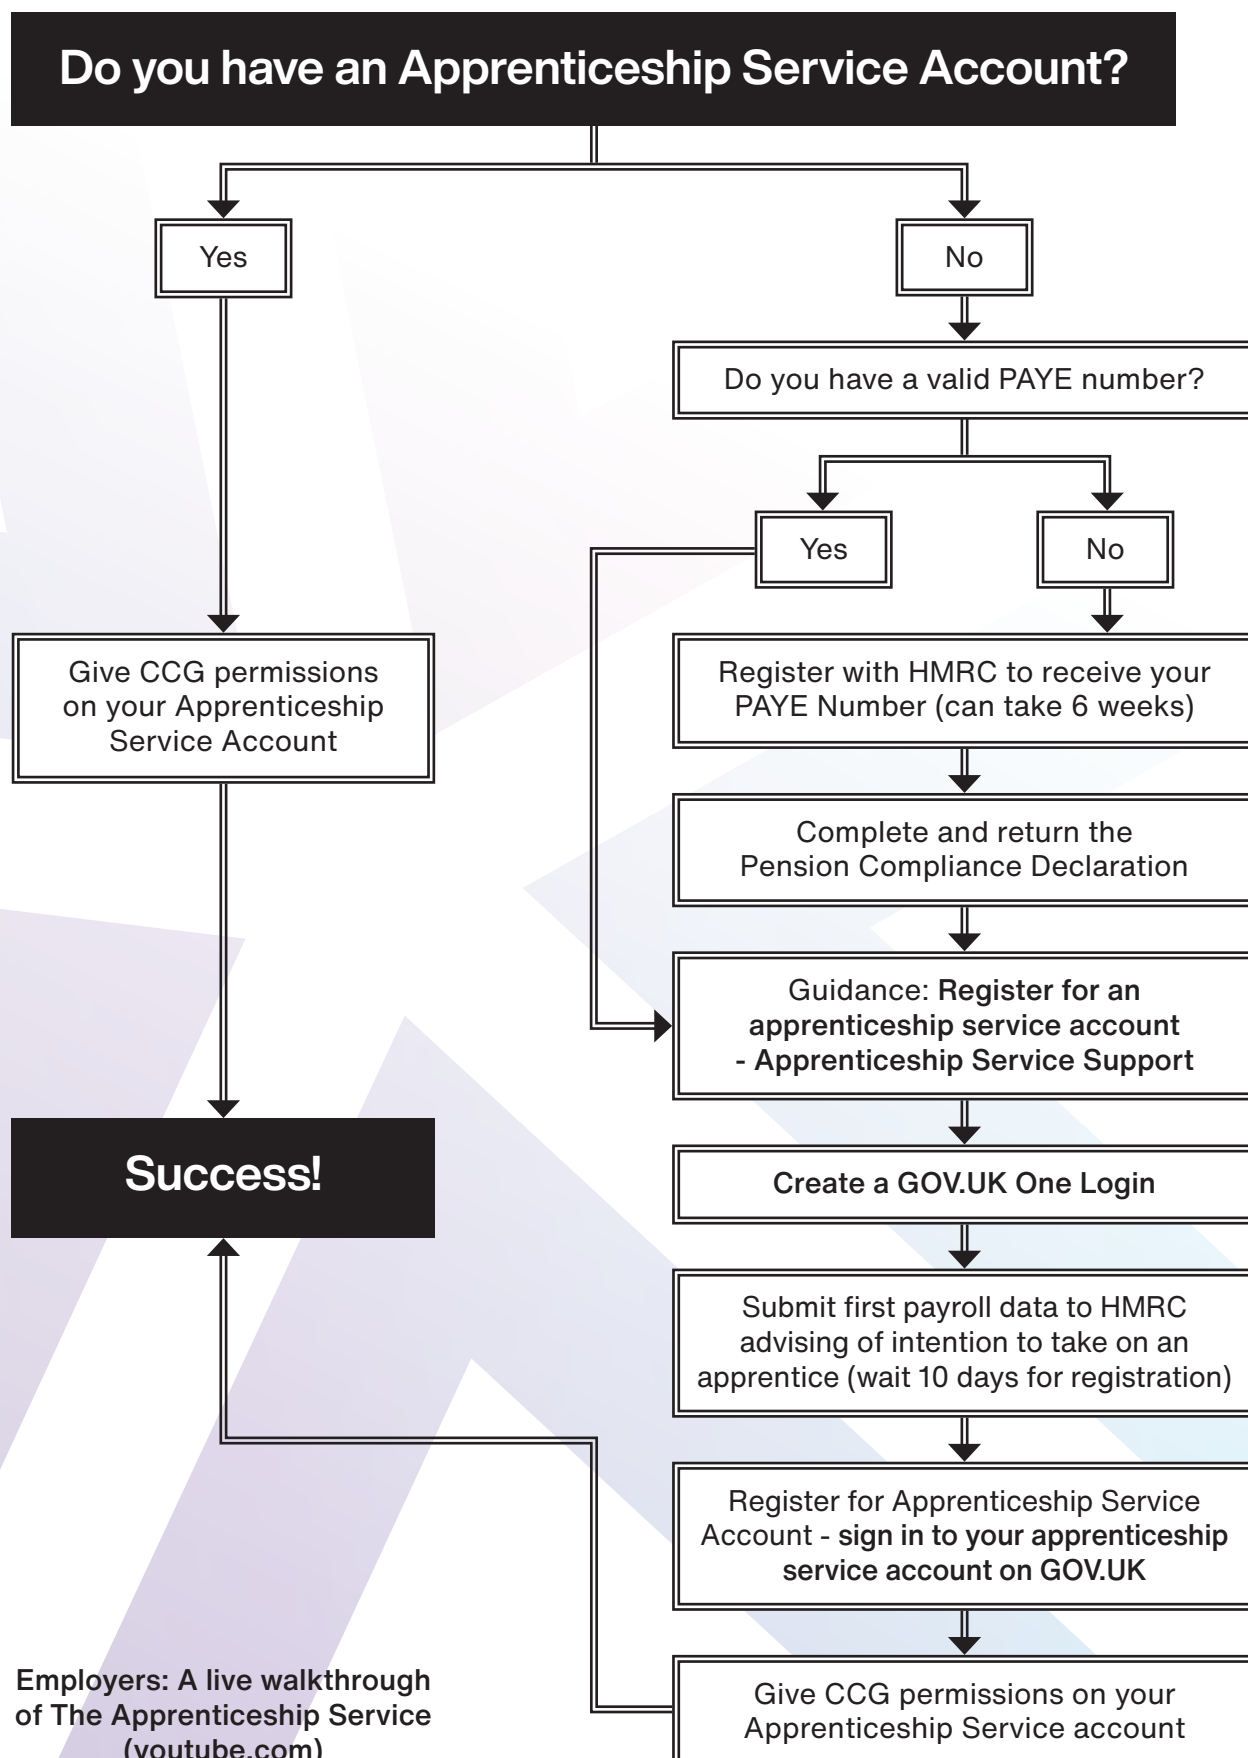 Do you have an Apprenticeship Service Account?
Yes
No
Do you have a valid PAYE number?
Yes
No
Give CCG permissions
on your Apprenticeship
Service Account
Register with HMRC to receive your
PAYE Number (can take 6 weeks)
Complete and return the
Pension Compliance Declaration
Guidance: Register for an
apprenticeship service account
- Apprenticeship Service Support
Success!
Create a GOV.UK One Login
Submit first payroll data to HMRC
advising of intention to take on an
apprentice (wait 10 days for registration)
Register for Apprenticeship Service
Account - sign in to your apprenticeship
service account on GOV.UK
Give CCG permissions on your
Apprenticeship Service account
Employers: A live walkthrough
of The Apprenticeship Service
(youtube.com)